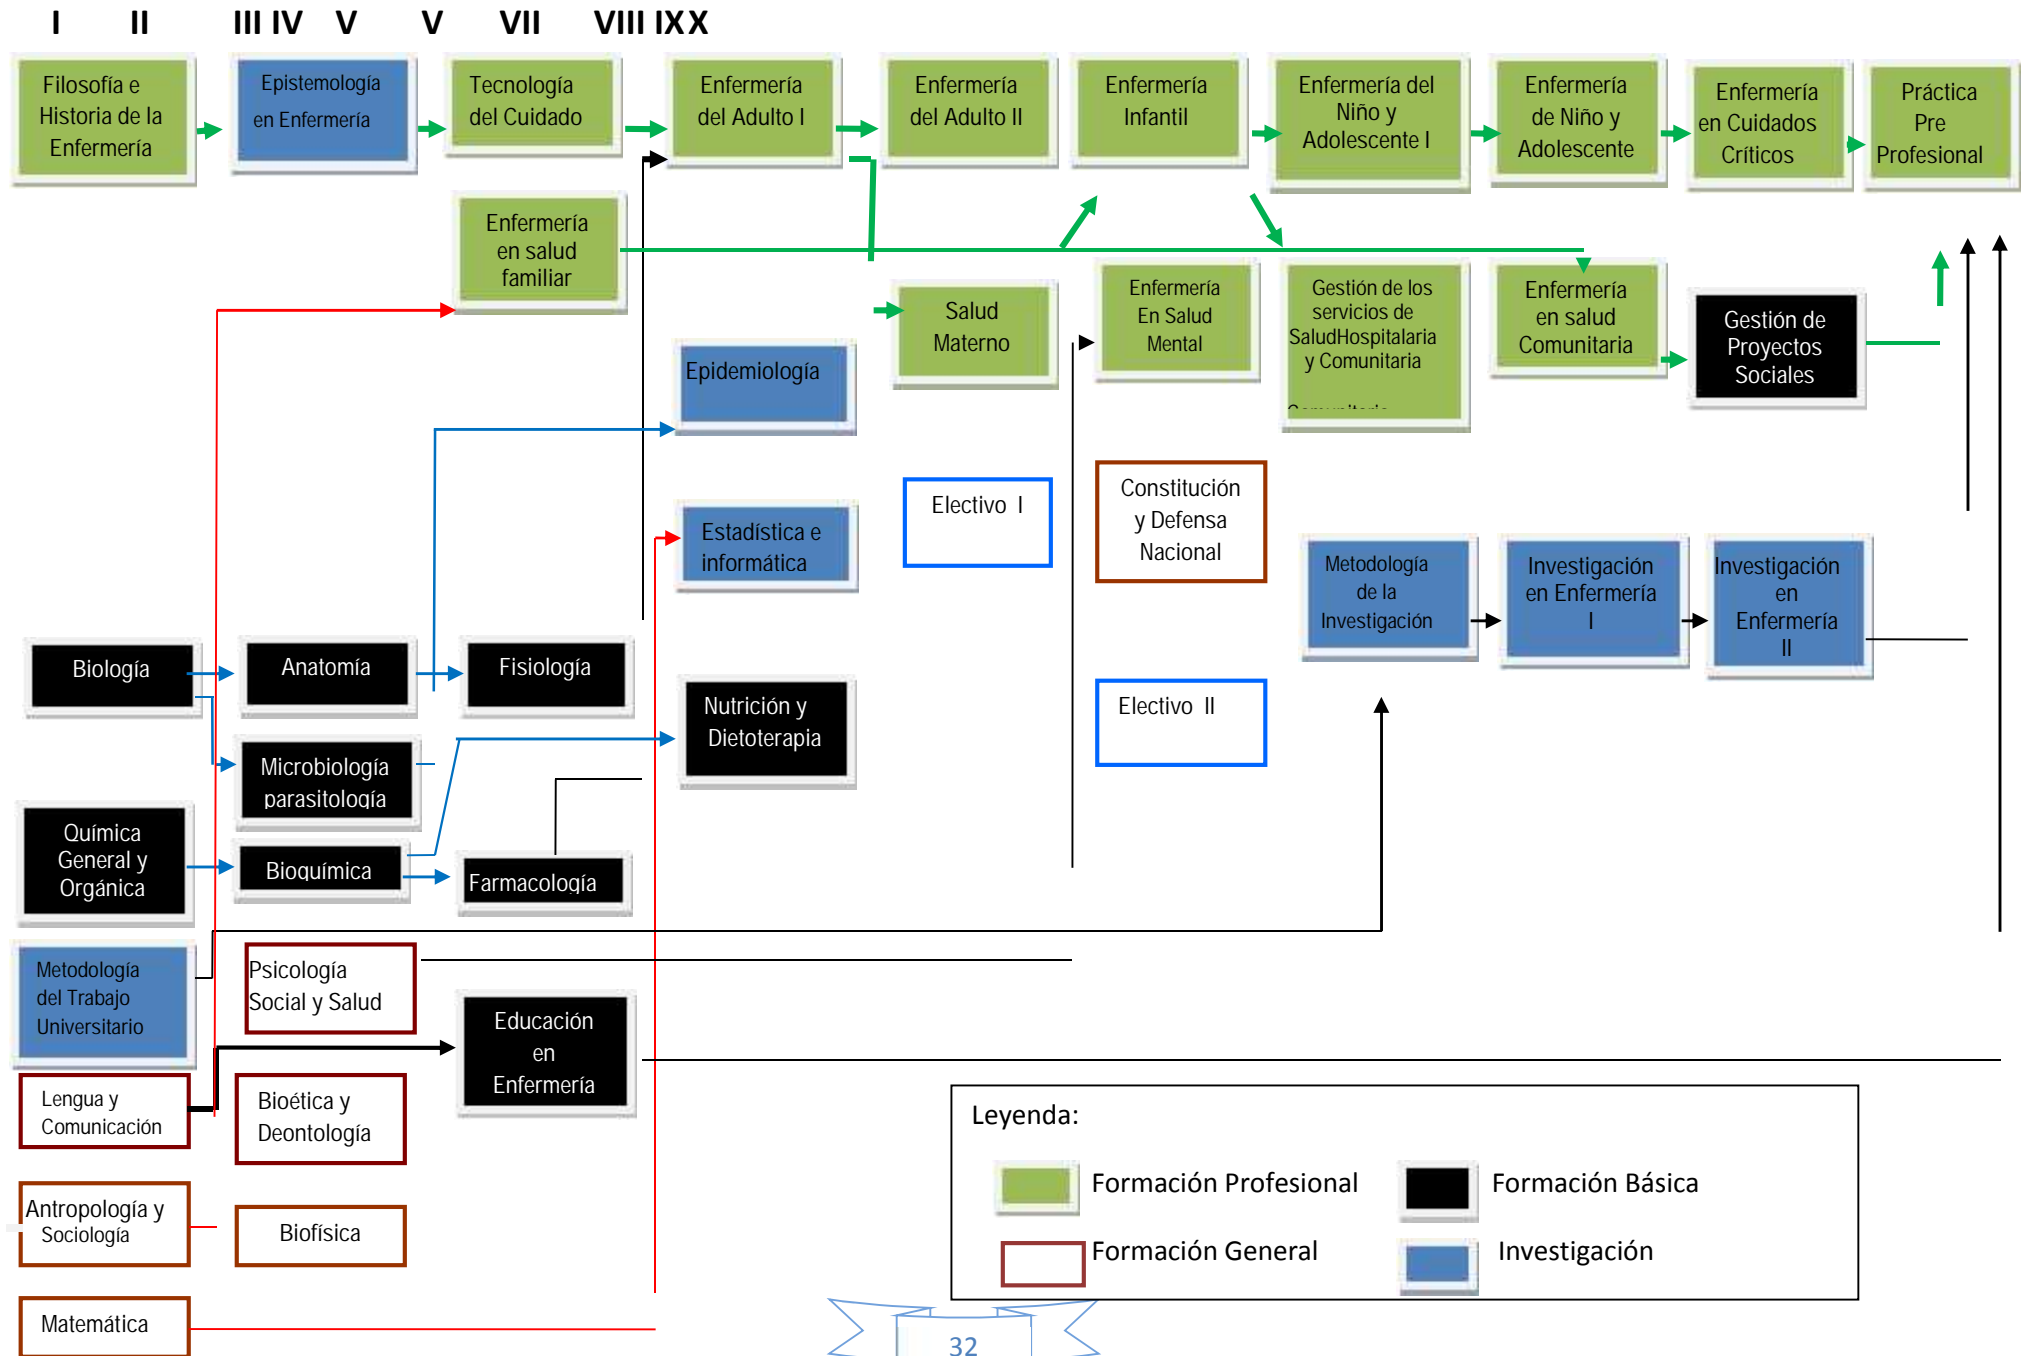 I II III IV V V VII VIII IX X
Filosofía e
Historia de la
Enfermería
Epistemología
en Enfermería
Tecnología
del Cuidado
Enfermería
del Adulto I
Enfermería
del Adulto II
Enfermería
Infantil
Enfermería del
Niño y
Adolescente I
Enfermería
de Niño y
Adolescente
Enfermería
en Cuidados
Críticos
Práctica
Pre
Profesional
Enfermería
en salud
familiar
Salud
Materno
Enfermería
En Salud
Mental
Gestión de los
servicios de
SaludHospitalaria
y Comunitaria
Comunitaria
Enfermería
en salud
Comunitaria
Gestión de
Proyectos
Sociales
Epidemiología
Electivo I
Constitución
y Defensa
Nacional
Estadística e
informática
Metodología
de la
Investigación
Investigación
en Enfermería
I
Investigación
en
Enfermería
II
Biología
Anatomía
Fisiología
Nutrición y
Dietoterapia
Electivo II
Microbiología
parasitología
Química
General y
Orgánica
Bioquímica
Farmacología
Metodología
del Trabajo
Universitario
Psicología
Social y Salud
Educación
en
Enfermería
Lengua y
Comunicación
Bioética y
Deontología
Antropología y
Sociología
Biofísica
Matemática
Leyenda:
Formación Profesional
Formación Básica
Formación General
Investigación
32